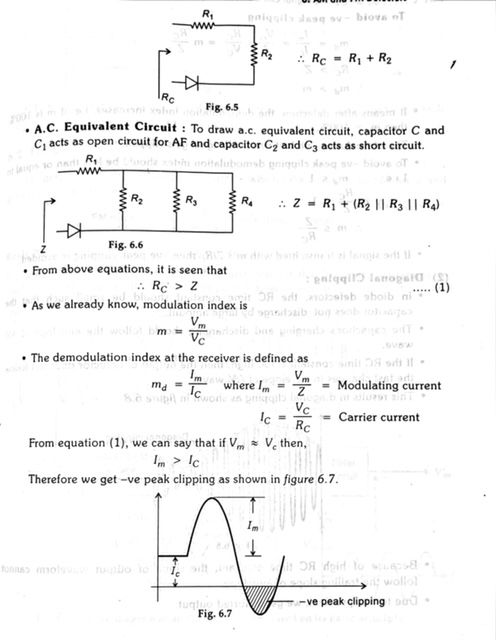 R1
R2
∴ RC = R1 + R2
RC
Fig. 6.5
• A.C. Equivalent Circuit : To draw a.c. equivalent circuit, capacitor C and
C1 acts as open circuit for AF and capacitor C2 and C3 acts as short circuit.
R1
R2
R3
R4
∴ Z = R1 + (R2 || R3 || R4)
Z
Fig. 6.6
• From above equations, it is seen that
∴ RC > Z ..... (1)
• As we already know, modulation index is
m = Vm / VC
• The demodulation index at the receiver is defined as
md = Im / IC where Im = Vm / Z = Modulating current
IC = VC / RC = Carrier current
From equation (1), we can say that if Vm ≈ Vc then,
Im > IC
Therefore we get –ve peak clipping as shown in figure 6.7.
Im
Ic
–ve peak clipping
Fig. 6.7